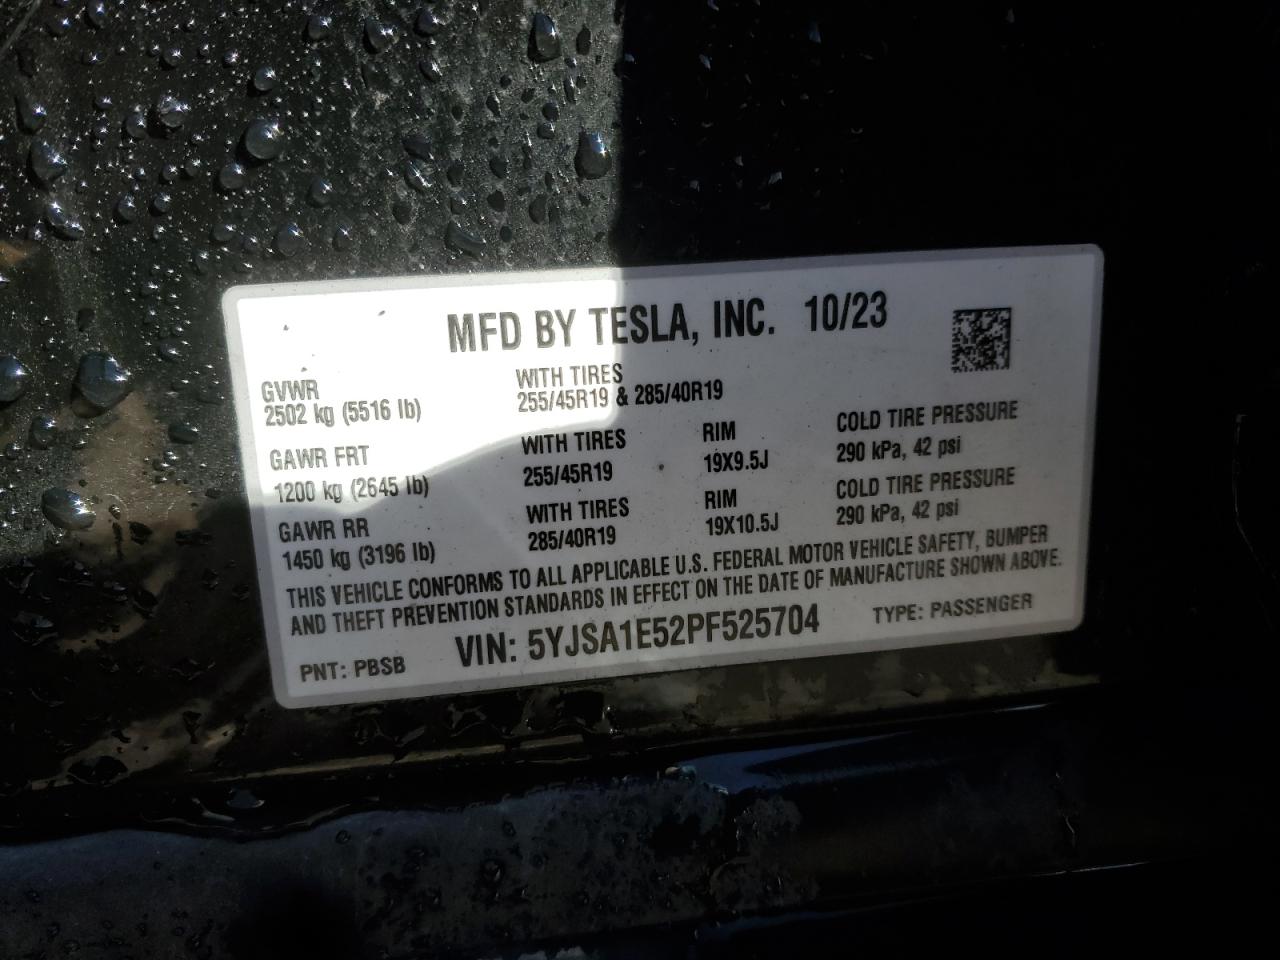 MFD BY TESLA, INC. 10/23
GVWR
2502 kg (5516 lb)
WITH TIRES
255/45R19 & 285/40R19
GAWR FRT
1200 kg (2645 lb)
WITH TIRES
255/45R19
RIM
19X9.5J
COLD TIRE PRESSURE
290 kPa, 42 psi
GAWR RR
1450 kg (3196 lb)
WITH TIRES
285/40R19
RIM
19X10.5J
COLD TIRE PRESSURE
290 kPa, 42 psi
THIS VEHICLE CONFORMS TO ALL APPLICABLE U.S. FEDERAL MOTOR VEHICLE SAFETY, BUMPER
AND THEFT PREVENTION STANDARDS IN EFFECT ON THE DATE OF MANUFACTURE SHOWN ABOVE.
PNT: PBSB
VIN: 5YJSA1E52PF525704
TYPE: PASSENGER